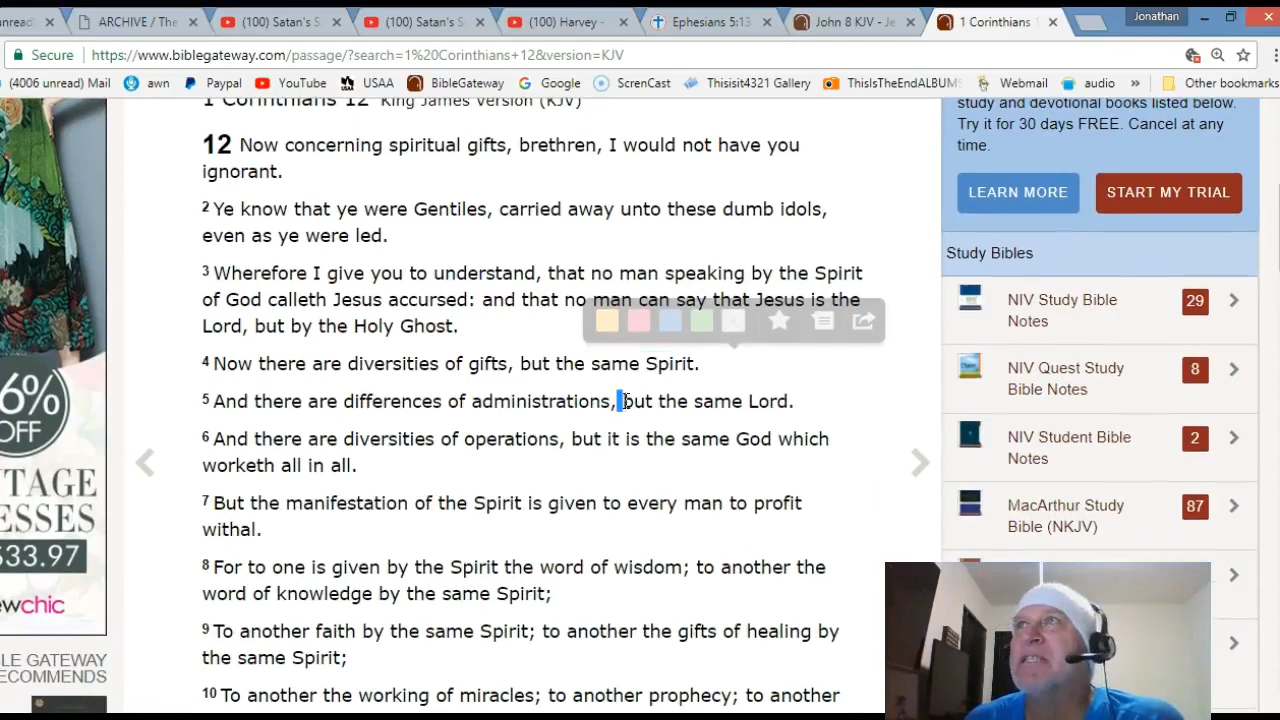 nread)
ARCHIVE / The
(100) Satan's S
(100) Satan's S
(100) Harvey -
Ephesians 5:13
John 8 KJV - Je
1 Corinthians
Jonathan
Secure
https://www.biblegateway.com/passage/?search=1%20Corinthians+12&version=KJV
(4006 unread) Mail
awn
Paypal
YouTube
USAA
BibleGateway
Google
ScrenCast
Thisisit4321 Gallery
ThisIsTheEndALBUMS
Webmail
audio
»
Other bookmarks
1 Corinthians 12 King James Version (KJV)
12 Now concerning spiritual gifts, brethren, I would not have you
ignorant.
2 Ye know that ye were Gentiles, carried away unto these dumb idols,
even as ye were led.
3 Wherefore I give you to understand, that no man speaking by the Spirit
of God calleth Jesus accursed: and that no man can say that Jesus is the
Lord, but by the Holy Ghost.
4 Now there are diversities of gifts, but the same Spirit.
5 And there are differences of administrations, but the same Lord.
6 And there are diversities of operations, but it is the same God which
worketh all in all.
7 But the manifestation of the Spirit is given to every man to profit
withal.
8 For to one is given by the Spirit the word of wisdom; to another the
word of knowledge by the same Spirit;
9 To another faith by the same Spirit; to another the gifts of healing by
the same Spirit;
10 To another the working of miracles; to another prophecy; to another
6%
OFF
NTAGE
ESSES
$33.97
ewchic
BLE GATEWAY
ECOMMENDS
study and devotional books listed below.
Try it for 30 days FREE. Cancel at any
time.
LEARN MORE
START MY TRIAL
Study Bibles
NIV Study Bible
Notes
29
NIV Quest Study
Bible Notes
8
NIV Student Bible
Notes
2
MacArthur Study
Bible (NKJV)
87